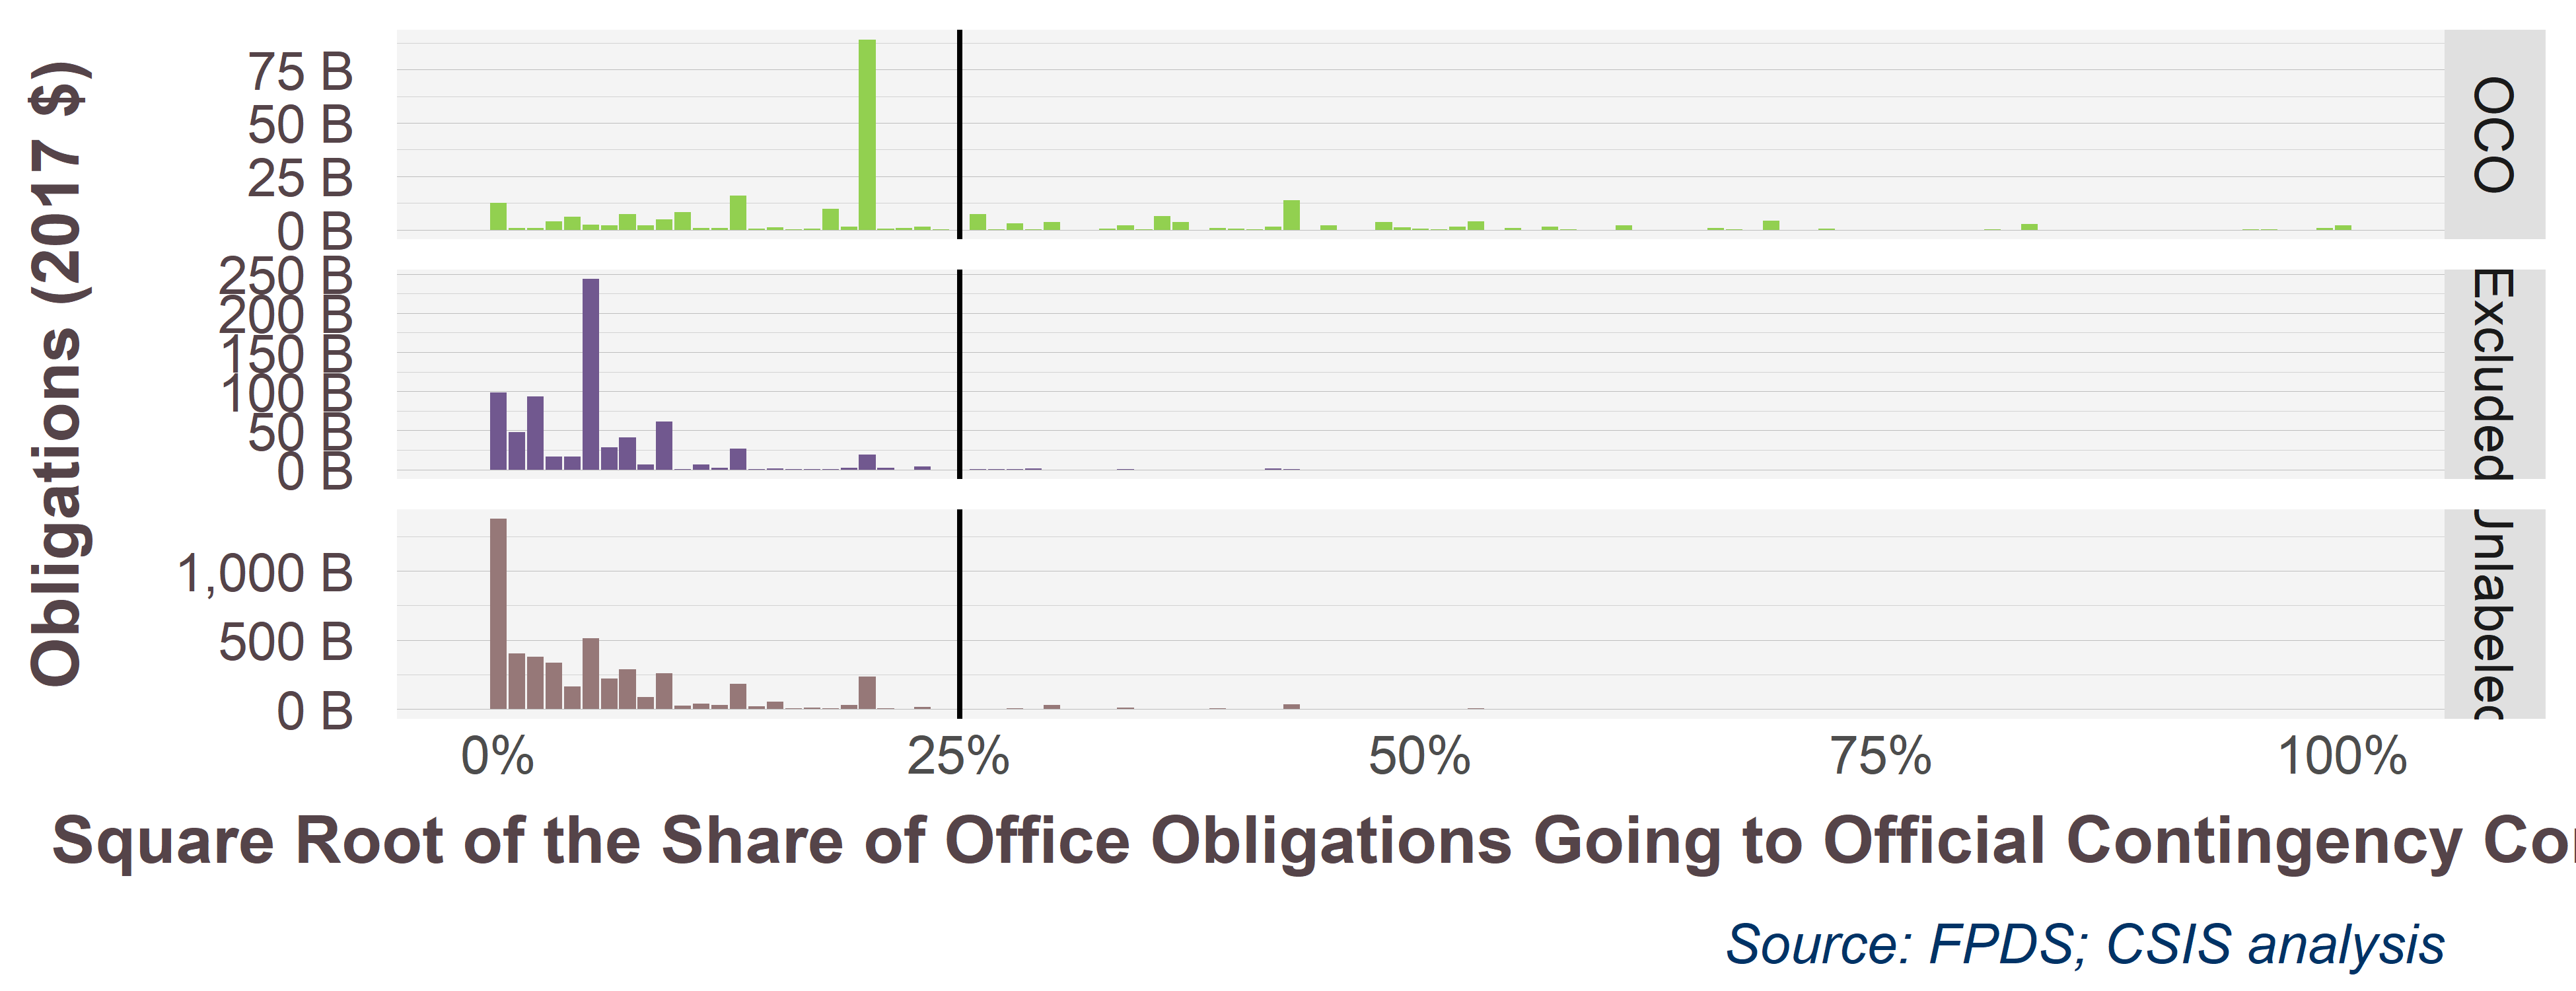 Obligations (2017 $)
75 B
50 B
25 B
0 B
OCO
250 B
200 B
150 B
100 B
50 B
0 B
Excluded
1,000 B
500 B
0 B
Unlabeled
0%
25%
50%
75%
100%
Square Root of the Share of Office Obligations Going to Official Contingency Co
Source: FPDS; CSIS analysis